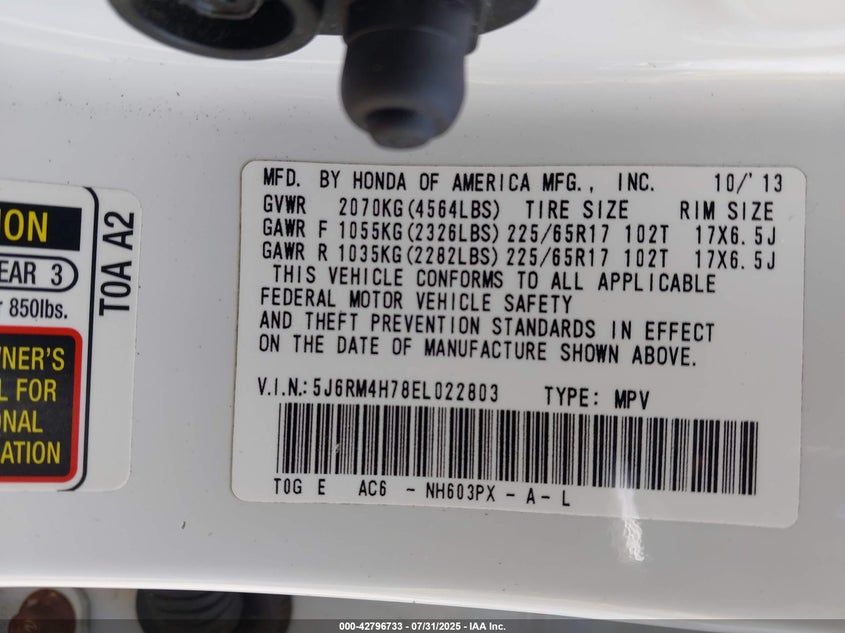 MFD. BY HONDA OF AMERICA MFG., INC. 10/'13
GVWR 2070KG(4564LBS) TIRE SIZE RIM SIZE
GAWR F 1055KG(2326LBS) 225/65R17 102T 17X6.5J
GAWR R 1035KG(2282LBS) 225/65R17 102T 17X6.5J
THIS VEHICLE CONFORMS TO ALL APPLICABLE
FEDERAL MOTOR VEHICLE SAFETY
AND THEFT PREVENTION STANDARDS IN EFFECT
ON THE DATE OF MANUFACTURE SHOWN ABOVE.
V.I.N.: 5J6RM4H78EL022803 TYPE: MPV
T0G E AC6 - NH603PX - A - L
ION
EAR 3
850lbs.
WNER'S
L FOR
ONAL
ATION
T0A A2
000-42796733 - 07/31/2025 - IAA Inc.